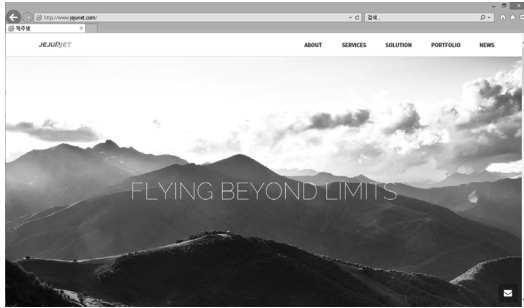 http://www.jejunet.com/
검색...
제주넷
JEJUNET
ABOUT SERVICES SOLUTION PORTFOLIO NEWS
FLYING BEYOND LIMITS